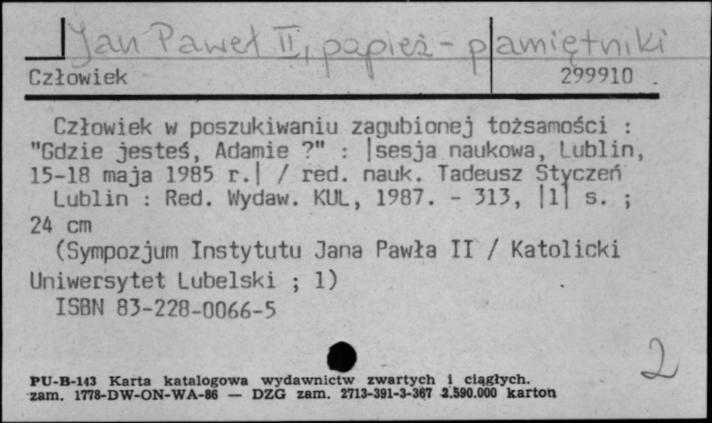 Jan Paweł II, papież - pamiętniki
Człowiek 299910
Człowiek w poszukiwaniu zagubionej tożsamości :
"Gdzie jesteś, Adamie ?" : |sesja naukowa, Lublin,
15-18 maja 1985 r.| / red. nauk. Tadeusz Styczeń
Lublin : Red. Wydaw. KUL, 1987. - 313, |1| s. ;
24 cm
(Sympozjum Instytutu Jana Pawła II / Katolicki
Uniwersytet Lubelski ; 1)
ISBN 83-228-0066-5
2
PU-B-143 Karta katalogowa wydawnictw zwartych i ciągłych.
zam. 1778-DW-ON-WA-86 — DZG zam. 2713-391-3-367 2.590.000 karton